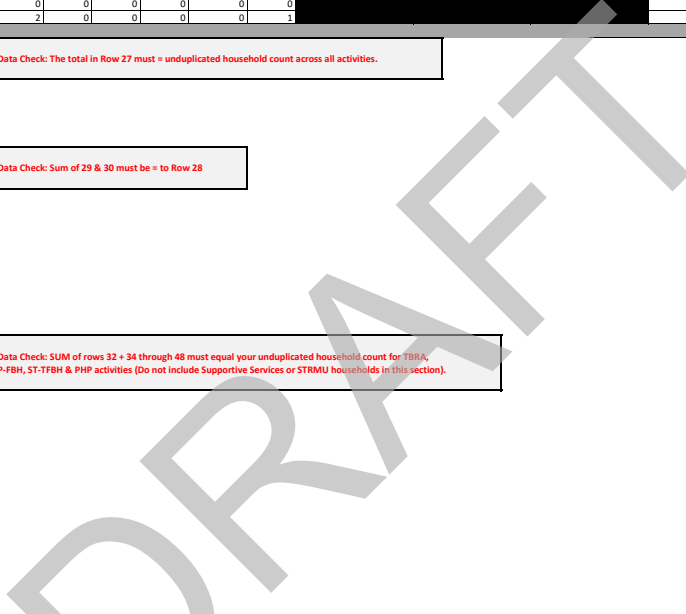 0 0 0 0 0 0
2 0 0 0 0 1
Data Check: The total in Row 27 must = unduplicated household count across all activities.
Data Check: Sum of 29 & 30 must be = to Row 28
Data Check: SUM of rows 32 + 34 through 48 must equal your unduplicated household count for TBRA,
P-FBH, ST-TFBH & PHP activities (Do not include Supportive Services or STRMU households in this section).
DRAFT